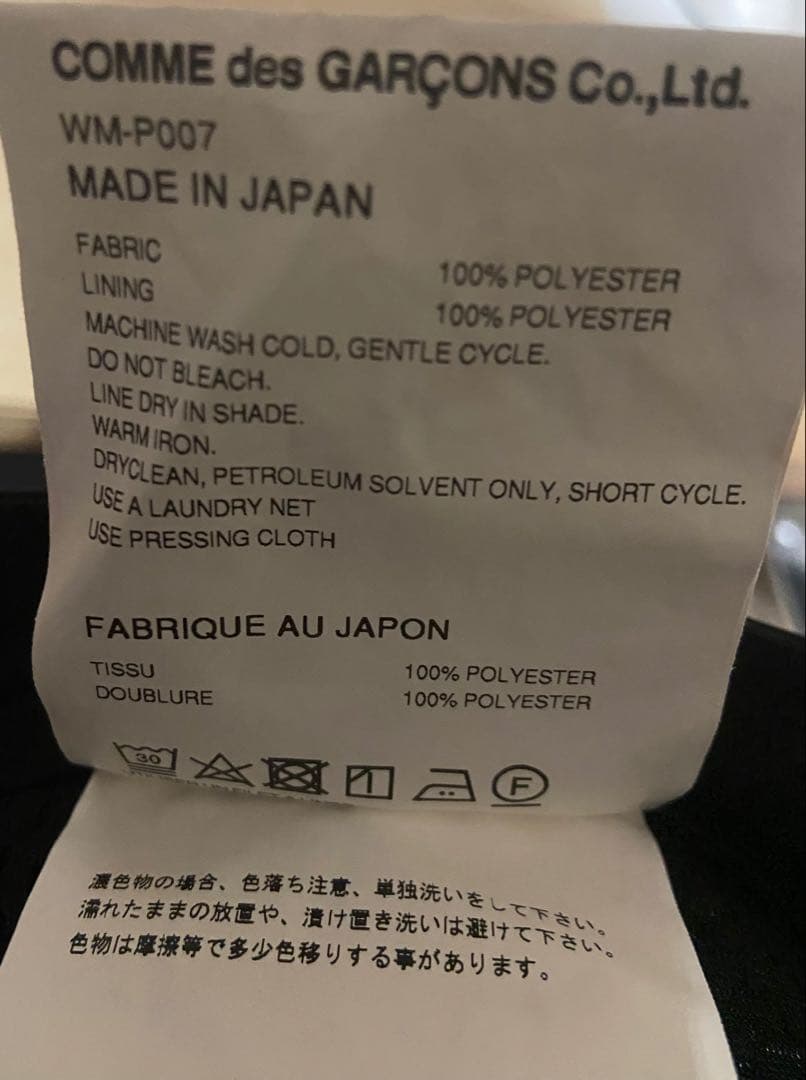 COMME des GARÇONS Co.,Ltd.
WM-P007
MADE IN JAPAN
FABRIC 100% POLYESTER
LINING 100% POLYESTER
MACHINE WASH COLD, GENTLE CYCLE.
DO NOT BLEACH.
LINE DRY IN SHADE.
WARM IRON.
DRYCLEAN, PETROLEUM SOLVENT ONLY, SHORT CYCLE.
USE A LAUNDRY NET
USE PRESSING CLOTH
FABRIQUE AU JAPON
TISSU 100% POLYESTER
DOUBLURE 100% POLYESTER
30 F
濃色物の場合、色落ち注意、単独洗いをして下さい。
濡れたままの放置や、漬け置き洗いは避けて下さい。
色物は摩擦等で多少色移りする事があります。